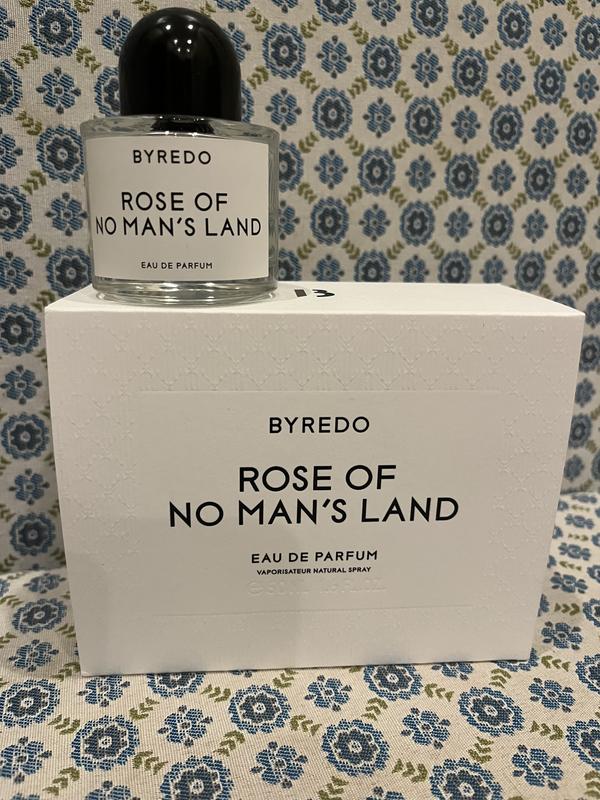 BYREDO
ROSE OF
NO MAN'S LAND
EAU DE PARFUM
BYREDO
ROSE OF
NO MAN'S LAND
EAU DE PARFUM
VAPORISATEUR NATURAL SPRAY